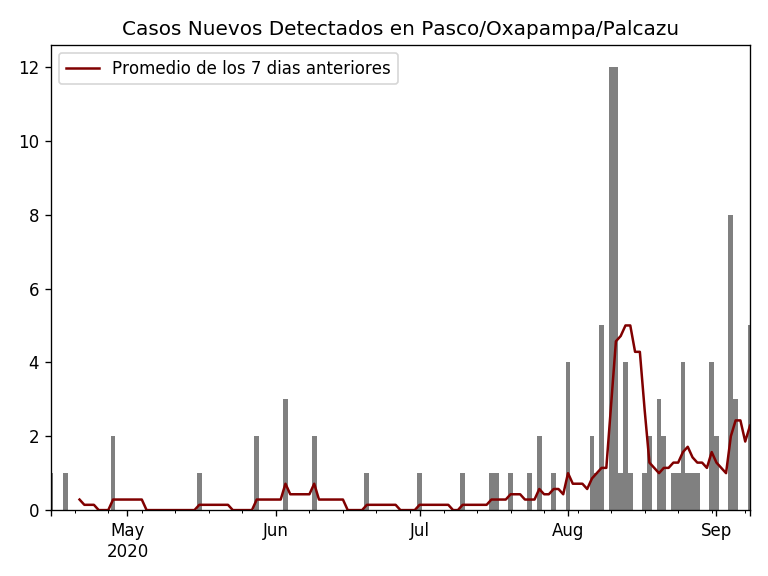 Casos Nuevos Detectados en Pasco/Oxapampa/Palcazu
Promedio de los 7 dias anteriores
12
10
8
6
4
2
0
May Jun Jul Aug Sep
2020